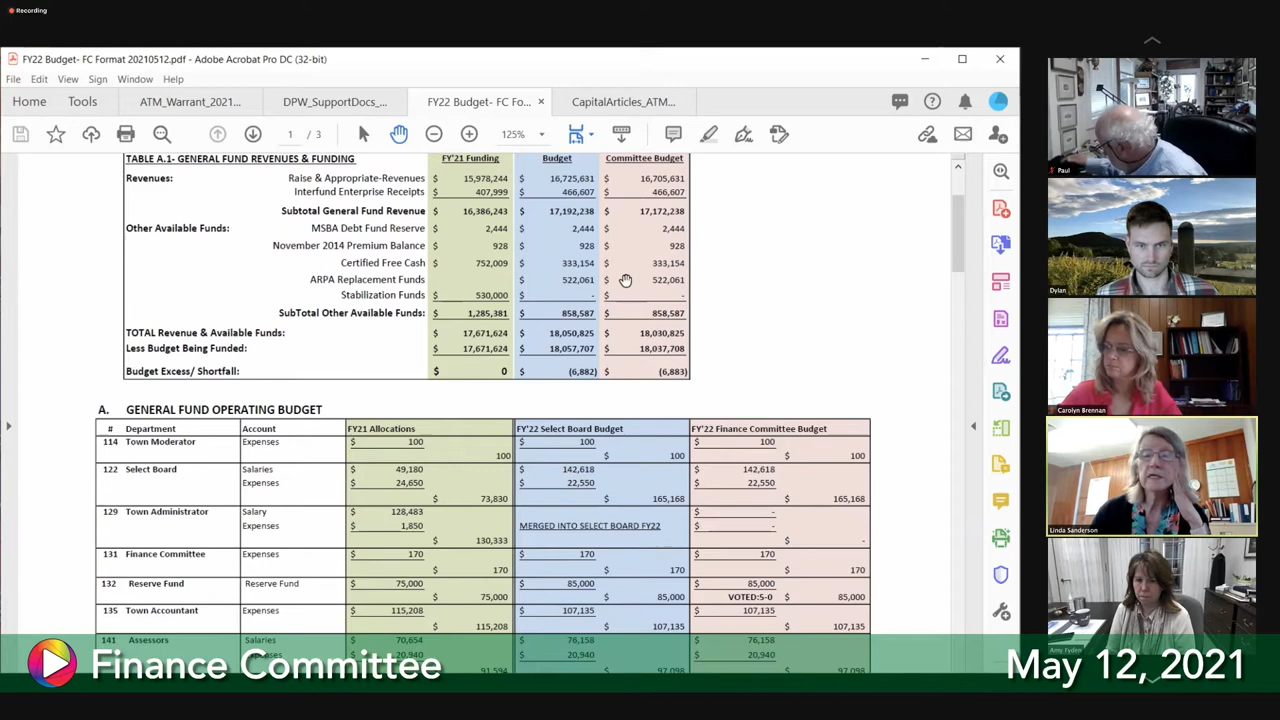 Recording
FY22 Budget- FC Format 20210512.pdf - Adobe Acrobat Pro DC (32-bit)
File Edit View Sign Window Help
Home Tools ATM_Warrant_2021... DPW_SupportDocs_... FY22 Budget- FC Fo... × CapitalArticles_ATM...
1 / 3 125%
TABLE A.1- GENERAL FUND REVENUES & FUNDING FY'21 Funding Budget Committee Budget
Revenues: Raise & Appropriate-Revenues $ 15,978,244 $ 16,725,631 $ 16,705,631
Interfund Enterprise Receipts $ 407,999 $ 466,607 $ 466,607
Subtotal General Fund Revenue $ 16,386,243 $ 17,192,238 $ 17,172,238
Other Available Funds: MSBA Debt Fund Reserve $ 2,444 $ 2,444 $ 2,444
November 2014 Premium Balance $ 928 $ 928 $ 928
Certified Free Cash $ 752,009 $ 333,154 $ 333,154
ARPA Replacement Funds $ 522,061 $ 522,061
Stabilization Funds $ 530,000 $ - $ -
SubTotal Other Available Funds: $ 1,285,381 $ 858,587 $ 858,587
TOTAL Revenue & Available Funds: $ 17,671,624 $ 18,050,825 $ 18,030,825
Less Budget Being Funded: $ 17,671,624 $ 18,057,707 $ 18,037,708
Budget Excess/ Shortfall: $ 0 $ (6,882) $ (6,883)
A. GENERAL FUND OPERATING BUDGET
# Department Account FY21 Allocations FY'22 Select Board Budget FY'22 Finance Committee Budget
114 Town Moderator Expenses $ 100 $ 100 $ 100
100 $ 100 $ 100
122 Select Board Salaries $ 49,180 $ 142,618 $ 142,618
Expenses $ 24,650 $ 22,550 $ 22,550
$ 73,830 $ 165,168 $ 165,168
129 Town Administrator Salary $ 128,483 $ -
Expenses $ 1,850 MERGED INTO SELECT BOARD FY22 $ -
$ 130,333 $ -
131 Finance Committee Expenses $ 170 $ 170 $ 170
$ 170 $ 170 $ 170
132 Reserve Fund Reserve Fund $ 75,000 $ 85,000 $ 85,000
$ 75,000 $ 85,000 VOTED:5-0 $ 85,000
135 Town Accountant Expenses $ 115,208 $ 107,135 $ 107,135
$ 115,208 $ 107,135 $ 107,135
141 Assessors Salaries $ 70,654 $ 76,158 $ 76,158
Expenses $ 20,940 $ 20,940 $ 20,940
$ 91,594 $ 97,098 $ 97,098
Paul
Dylan
Carolyn Brennan
Linda Sanderson
Amy Fyden
Finance Committee May 12, 2021